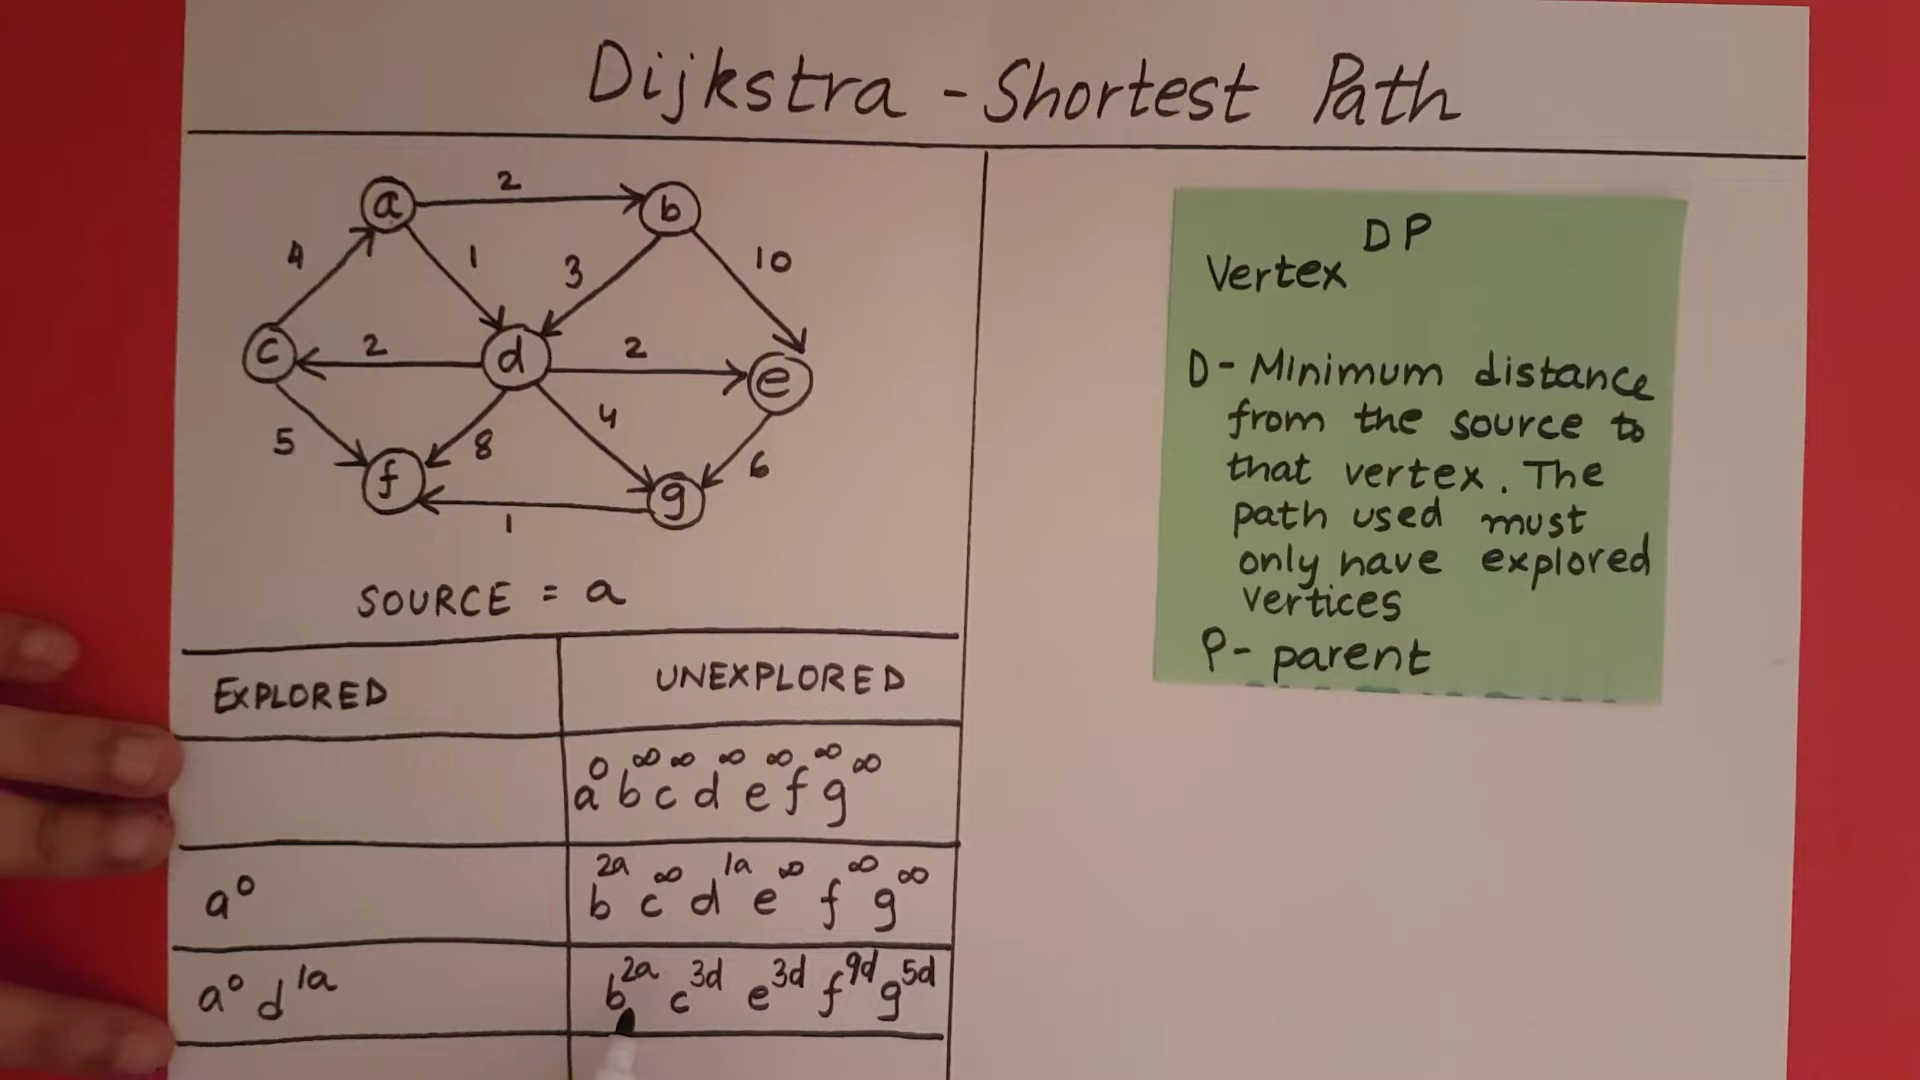 Dijkstra - Shortest Path
a 2 b
4 1 3 10
c 2 d 2 e
5 8 4 6
f 1 g
SOURCE = a
EXPLORED UNEXPLORED
a⁰ b^∞ c^∞ d^∞ e^∞ f^∞ g^∞
a⁰ b^2a c^∞ d^1a e^∞ f^∞ g^∞
a⁰ d^1a b^2a c^3d e^3d f^9d g^5d
Vertex^DP
D- Minimum distance
from the source to
that vertex. The
path used must
only have explored
vertices
P- parent